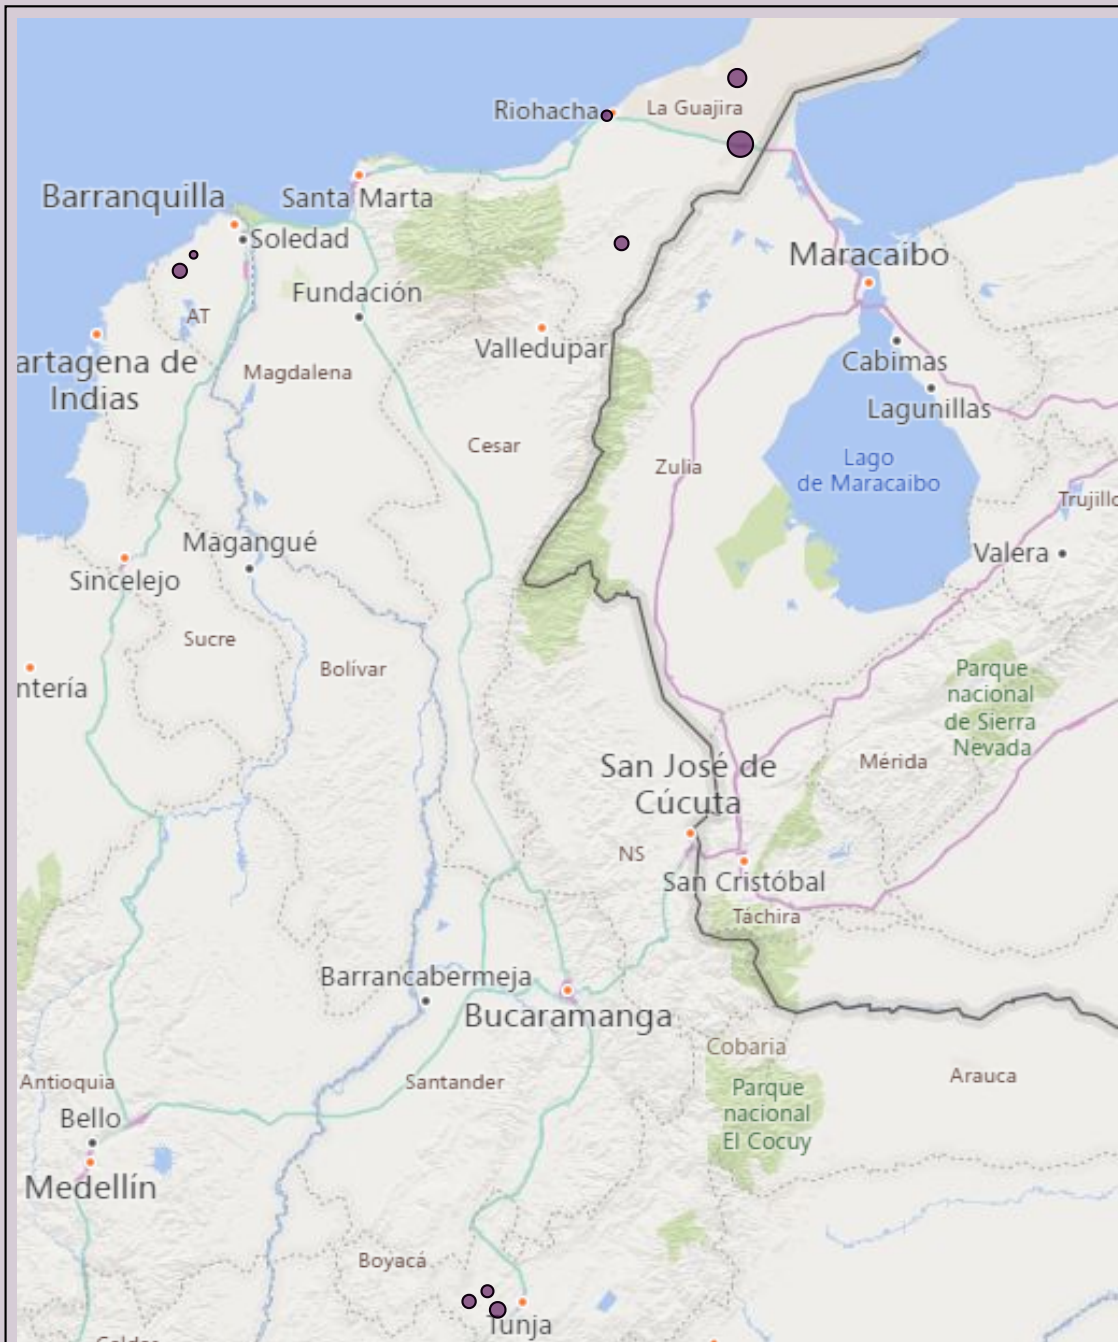 Riohacha
La Guajira
Barranquilla
Santa Marta
Soledad
Maracaibo
Fundación
AT
Valledupar
artagena de
Indias
Magdalena
Cabimas
Lagunillas
Cesar
Zulia
Lago
de Maracaibo
Trujillo
Magangué
Valera
Sincelejo
Sucre
Bolívar
ntería
Parque
nacional
de Sierra
Nevada
San José de
Cúcuta
Mérida
NS
San Cristóbal
Táchira
Barrancabermeja
Bucaramanga
Cobaria
Antioquia
Santander
Arauca
Parque
nacional
El Cocuy
Bello
Medellín
Boyacá
Tunja